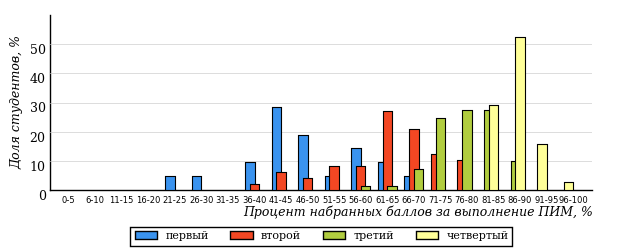 Доля студентов, %
50
40
30
20
10
0
0-5 6-10 11-15 16-20 21-25 26-30 31-35 36-40 41-45 46-50 51-55 56-60 61-65 66-70 71-75 76-80 81-85 86-90 91-95 96-100
Процент набранных баллов за выполнение ПИМ, %
первый второй третий четвертый